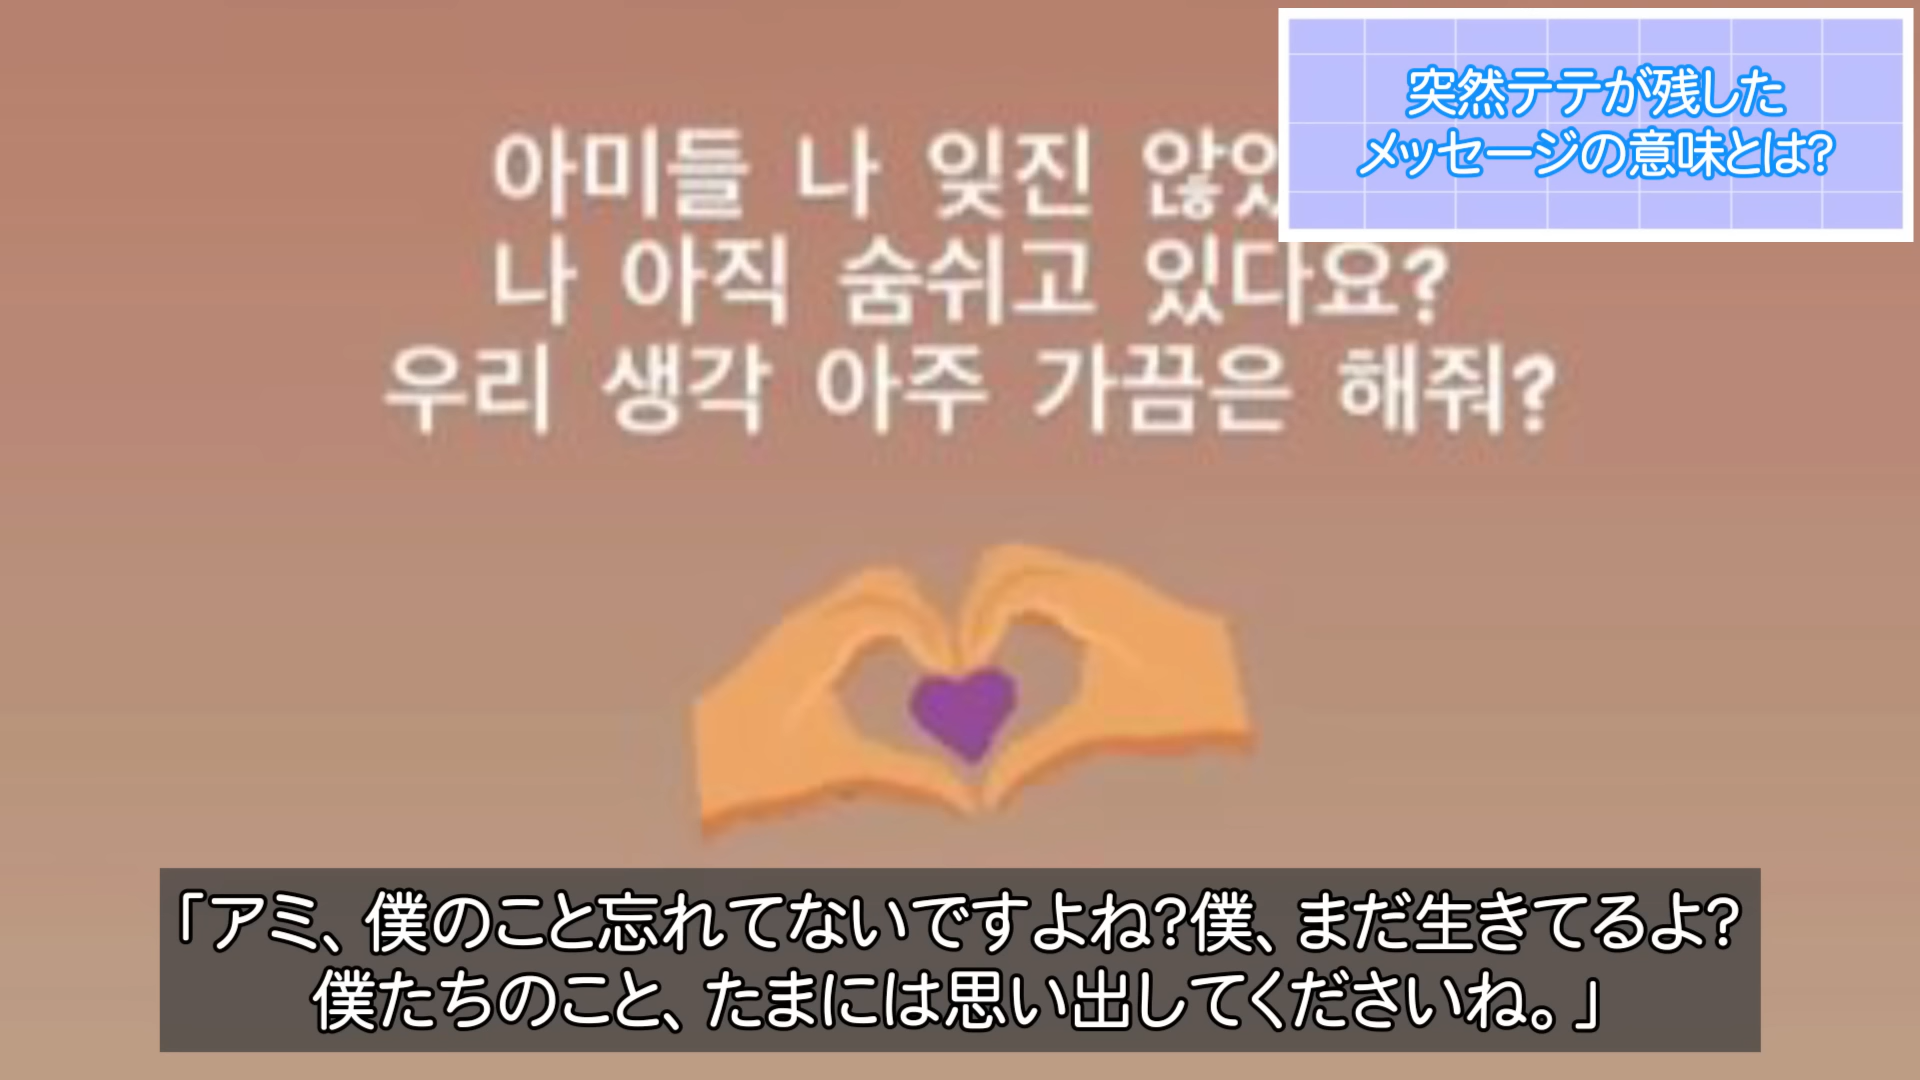 突然テテが残した
メッセージの意味とは?
아미들 나 잊진
나 아직 숨쉬고 있다요?
우리 생각 아주 가끔은 해줘?
「アミ、僕のこと忘れてないですよね?僕、まだ生きてるよ?
僕たちのこと、たまには思い出してくださいね。」